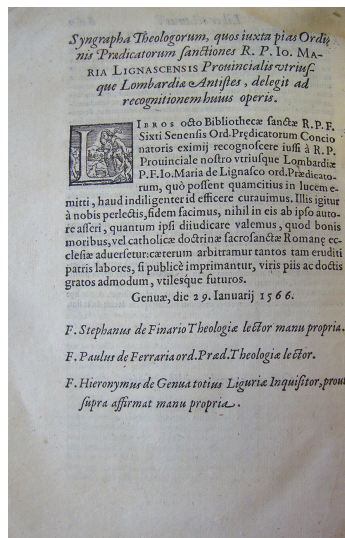 Syngrapha Theologorum, quos iuxta pias Ordi
nis Prædicatorum sanctiones R. P. Io. MA-
RIA LIGNASCENSIS Prouincialis vtrius-
que Lombardiæ Antistes, delegit ad
recognitionem huius operis.
LIBROS octo Bibliothecæ sanctæ R. P. F.
Sixti Senensis Ord. Prędicatorum Concio
natoris eximij recognoscere iussi à R. P.
Prouinciale nostro vtriusque Lombardiæ
P. F. Io. Maria de Lignasco ord. Prædicato-
rum, quò possent quamcitius in lucem e-
mitti, haud indiligenter id efficere curauimus. Illis igitur
à nobis perlectis, fidem facimus, nihil in eis ab ipso auto-
re asseri, quantum ipsi diiudicare valemus, quod bonis
moribus, vel catholicæ doctrinæ sacrosanctæ Romanę ec-
clesiæ aduersetur: cæterum arbitramur tantos tam eruditi
patris labores, si publicè imprimantur, viris piis ac doctis
gratos admodum, vtilesque futuros.
Genuæ, die 29. Ianuarij 1566.
F. Stephanus de Finario Theologiæ lector manu propria.
F. Paulus de Ferraria ord. Præd. Theologiæ lector.
F. Hieronymus de Genua totius Liguriæ Inquisitor, prout
supra affirmat manu propria.